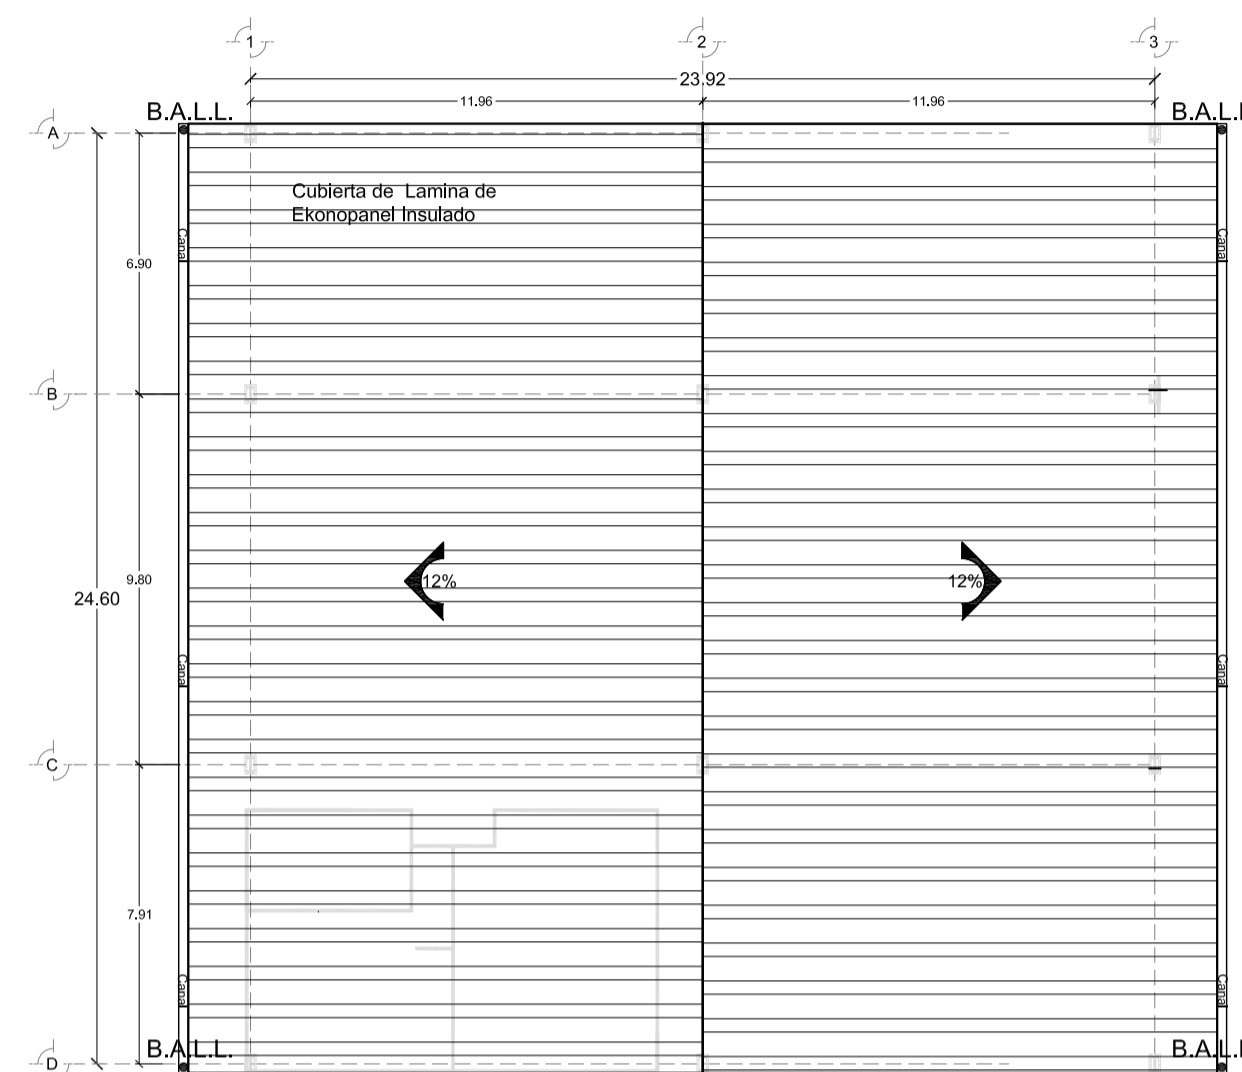 1
2
3
23.92
11.96
11.96
B.A.L.L.
B.A.L.L
A
Cubierta de Lamina de
Ekonopanel Insulado
Canal
Canal
6.90
B
12%
12%
9.80
24.60
Canal
Canal
C
7.91
Canal
Canal
B.A.L.L.
B.A.L.L
D